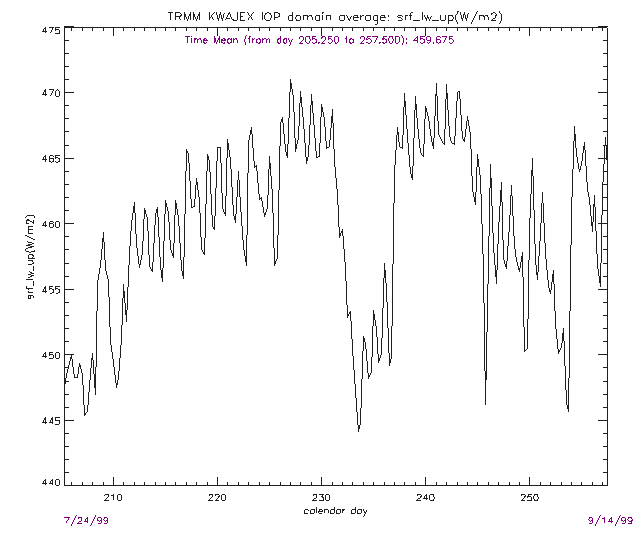 TRMM KWAJEX IOP domain average: srf_lw_up(W/m2)
Time Mean (from day 205.250 to 257.500): 459.675
475
470
465
460
455
450
445
440
srf_lw_up(W/m2)
210 220 230 240 250
calendar day
7/24/99 9/14/99